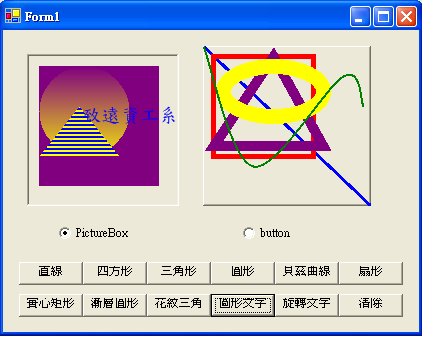 Form1
致遠資工系
PictureBox
button
直線 四方形 三角形 圓形 貝茲曲線 扇形
實心矩形 漸層圓形 花紋三角 圖形文字 旋轉文字 清除